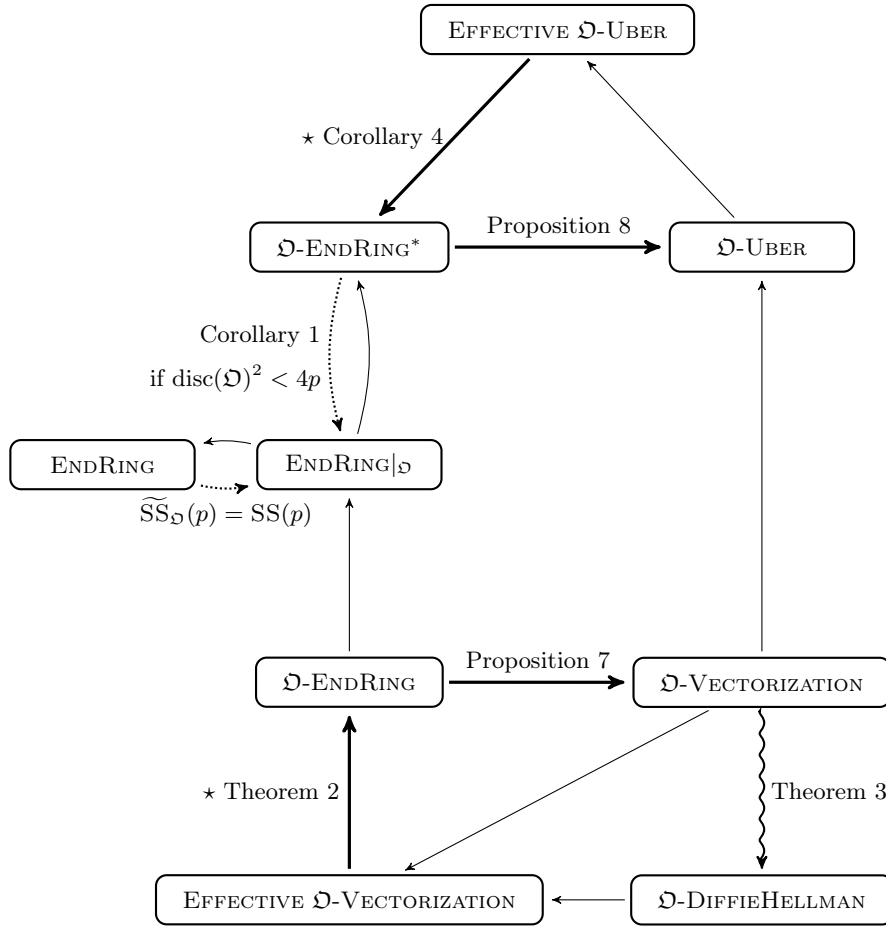 EFFECTIVE 𝔒-UBER
⋆ Corollary 4
Proposition 8
𝔒-ENDRING*
𝔒-UBER
Corollary 1
if disc(𝔒)² < 4p
ENDRING
ENDRING|𝔒
S͠S𝔒(p) = SS(p)
Proposition 7
𝔒-ENDRING
𝔒-VECTORIZATION
⋆ Theorem 2
Theorem 3
EFFECTIVE 𝔒-VECTORIZATION
𝔒-DIFFIEHELLMAN